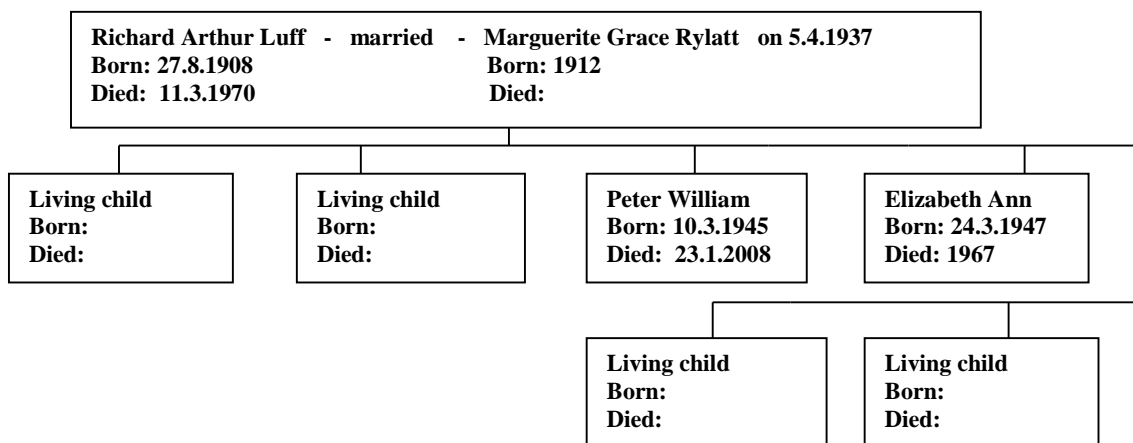 Richard Arthur Luff - married - Marguerite Grace Rylatt on 5.4.1937
Born: 27.8.1908 Born: 1912
Died: 11.3.1970 Died:
Living child
Born:
Died:
Living child
Born:
Died:
Peter William
Born: 10.3.1945
Died: 23.1.2008
Elizabeth Ann
Born: 24.3.1947
Died: 1967
Living child
Born:
Died:
Living child
Born:
Died: